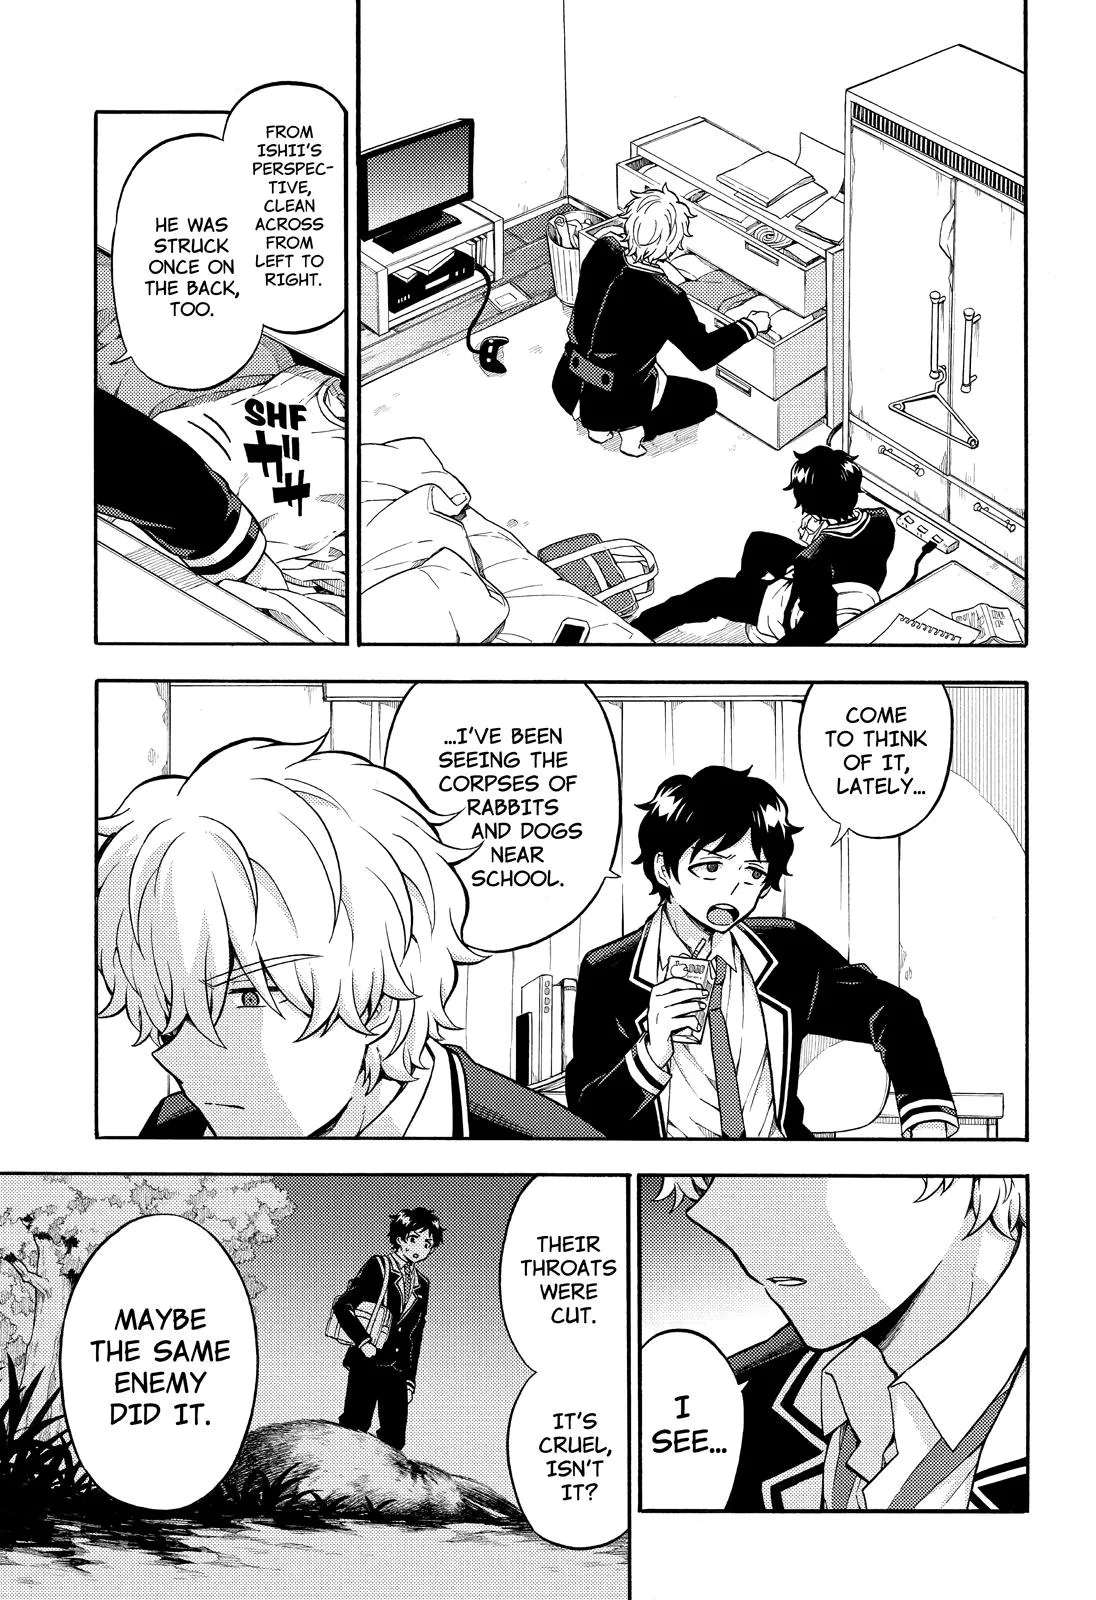 FROM
ISHII'S
PERSPEC-
TIVE,
CLEAN
ACROSS
FROM
LEFT TO
RIGHT.
HE WAS
STRUCK
ONCE ON
THE BACK,
TOO.
SHF
ガサ
COME
TO THINK
OF IT,
LATELY...
...I'VE BEEN
SEEING THE
CORPSES OF
RABBITS
AND DOGS
NEAR
SCHOOL.
I
SEE...
THEIR
THROATS
WERE
CUT.
IT'S
CRUEL,
ISN'T
IT?
MAYBE
THE SAME
ENEMY
DID IT.